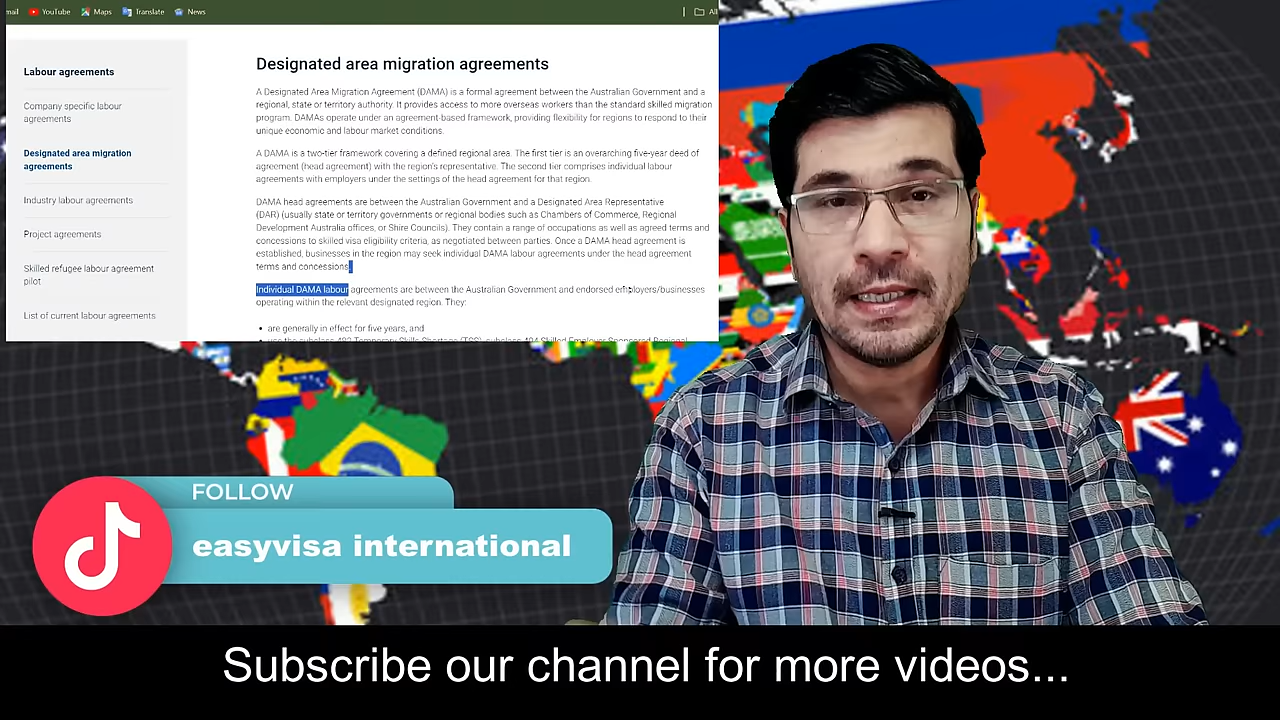 mail YouTube Maps Translate News
Labour agreements
Company specific labour
agreements
Designated area migration
agreements
Industry labour agreements
Project agreements
Skilled refugee labour agreement
pilot
List of current labour agreements
Designated area migration agreements
A Designated Area Migration Agreement (DAMA) is a formal agreement between the Australian Government and a
regional, state or territory authority. It provides access to more overseas workers than the standard skilled migration
program. DAMAs operate under an agreement-based framework, providing flexibility for regions to respond to their
unique economic and labour market conditions.
A DAMA is a two-tier framework covering a defined regional area. The first tier is an overarching five-year deed of
agreement (head agreement) with the region's representative. The second tier comprises individual labour
agreements with employers under the settings of the head agreement for that region.
DAMA head agreements are between the Australian Government and a Designated Area Representative
(DAR) (usually state or territory governments or regional bodies such as Chambers of Commerce, Regional
Development Australia offices, or Shire Councils). They contain a range of occupations as well as agreed terms and
concessions for skilled visa eligibility criteria, as negotiated between parties. Once a DAMA head agreement is
established, businesses in the region may seek individual DAMA labour agreements under the head agreement
terms and concessions.
Individual DAMA labour agreements are between the Australian Government and endorsed employers/businesses
operating within the relevant designated region. They:
• are generally in effect for five years, and
FOLLOW
easyvisa international
Subscribe our channel for more videos...